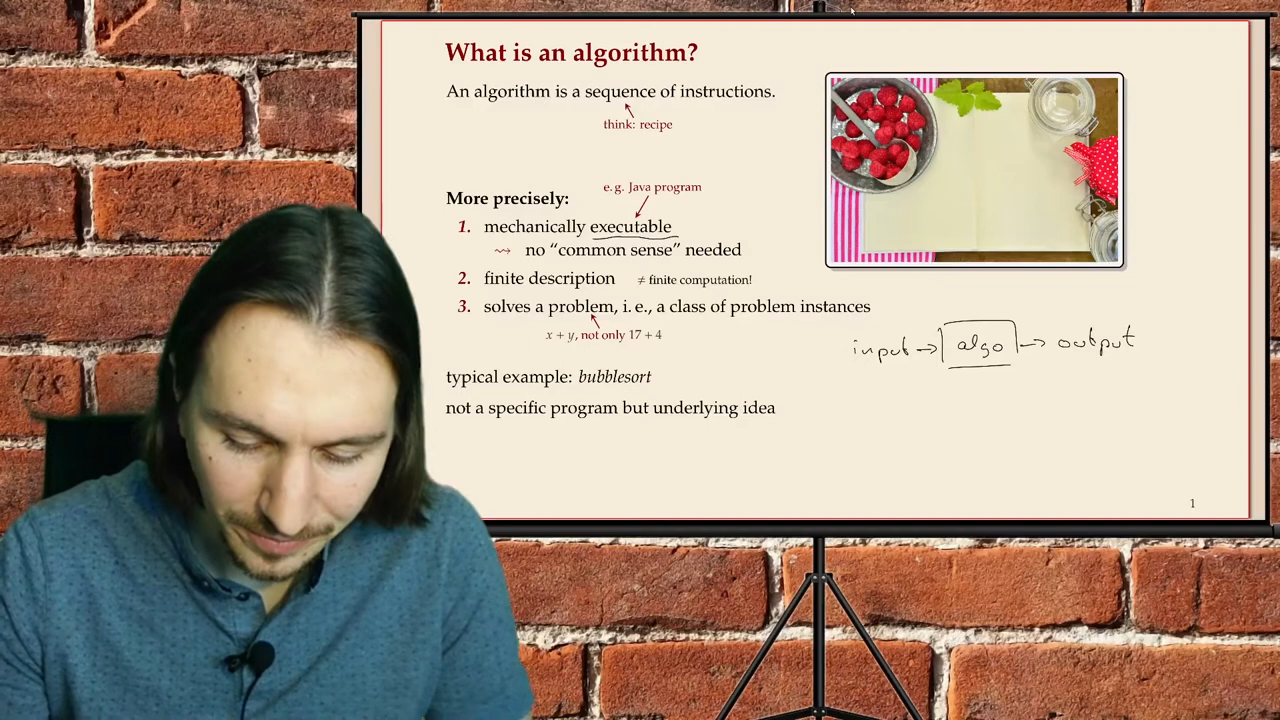 What is an algorithm?
An algorithm is a sequence of instructions.
think: recipe
e. g. Java program
More precisely:
1. mechanically executable
⇝ no “common sense” needed
2. finite description ≠ finite computation!
3. solves a problem, i. e., a class of problem instances
x + y, not only 17 + 4
input → algo → output
typical example: bubblesort
not a specific program but underlying idea
1